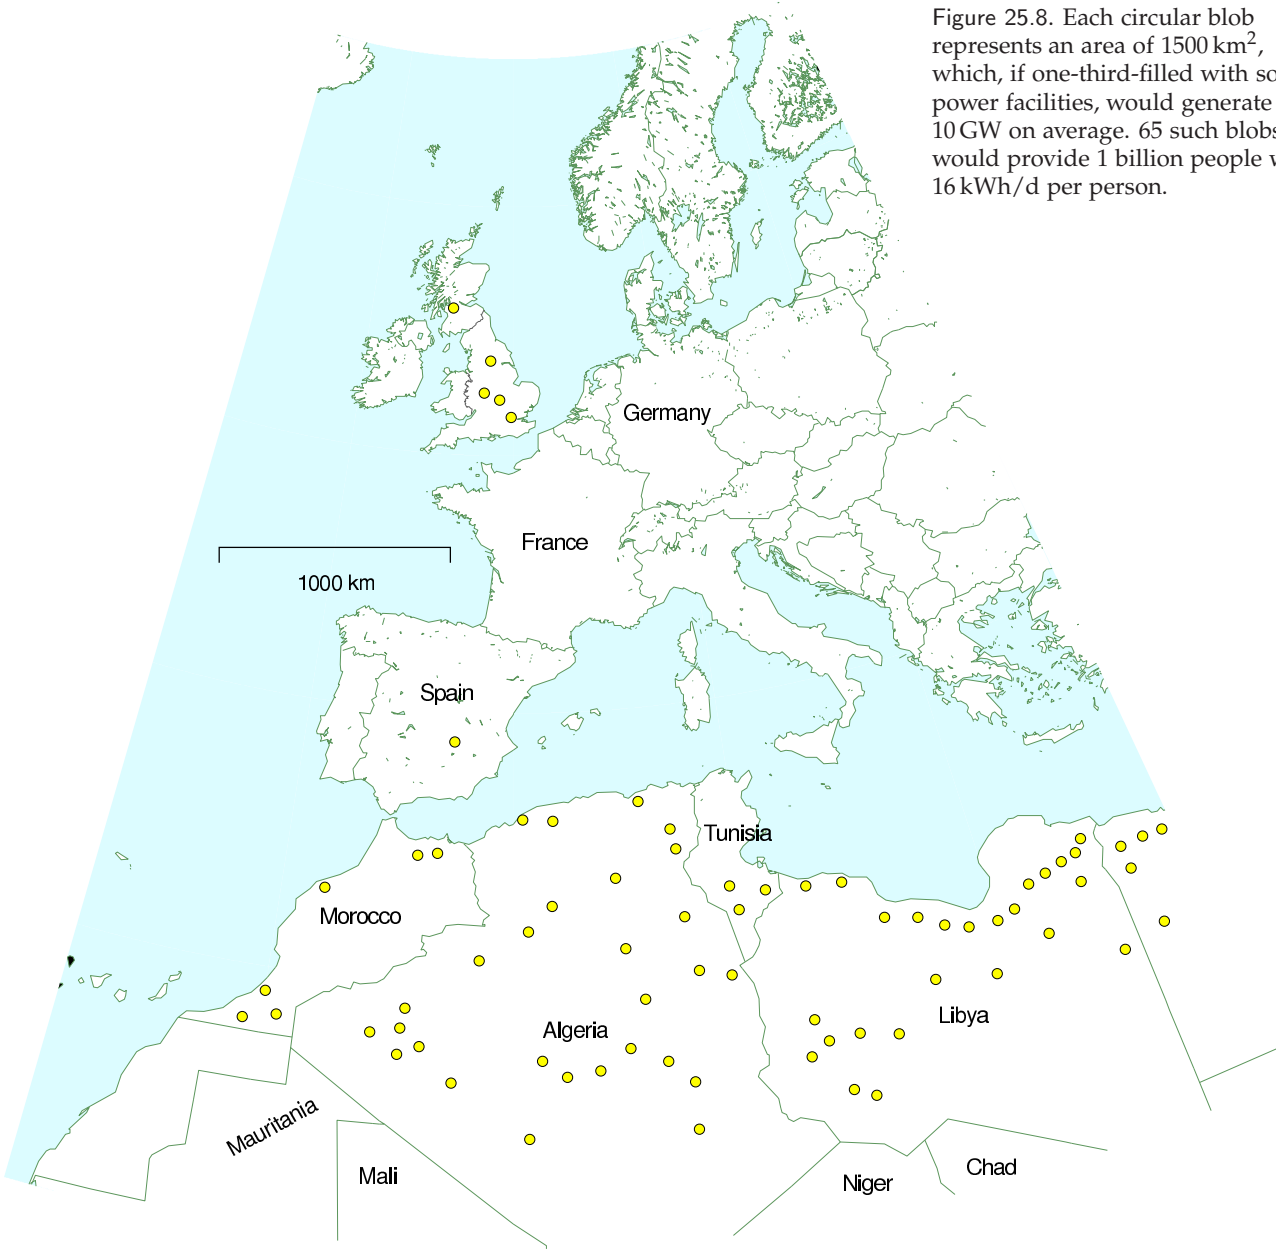 Figure 25.8. Each circular blob
represents an area of 1500 km²,
which, if one-third-filled with
power facilities, would generate
10 GW on average. 65 such blobs
would provide 1 billion people
16 kWh/d per person.
Germany
France
1000 km
Spain
Tunisia
Morocco
Algeria
Libya
Mauritania
Mali
Niger
Chad